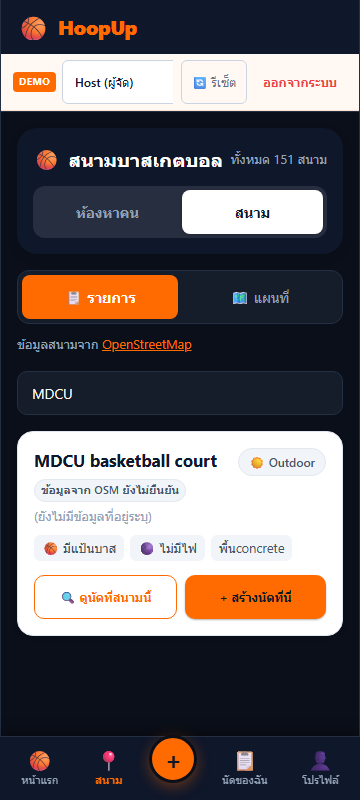 HoopUp
DEMO Host (ผู้จัด) รีเซ็ต ออกจากระบบ
สนามบาสเกตบอล ทั้งหมด 151 สนาม
ห้องหาคน สนาม
รายการ แผนที่
ข้อมูลสนามจาก OpenStreetMap
MDCU
MDCU basketball court Outdoor
ข้อมูลจาก OSM ยังไม่ยืนยัน
(ยังไม่มีข้อมูลที่อยู่ระบุ)
มีแป้นบาส ไม่มีไฟ พื้นconcrete
ดูนัดที่สนามนี้ + สร้างนัดที่นี่
+
หน้าแรก สนาม นัดของฉัน โปรไฟล์